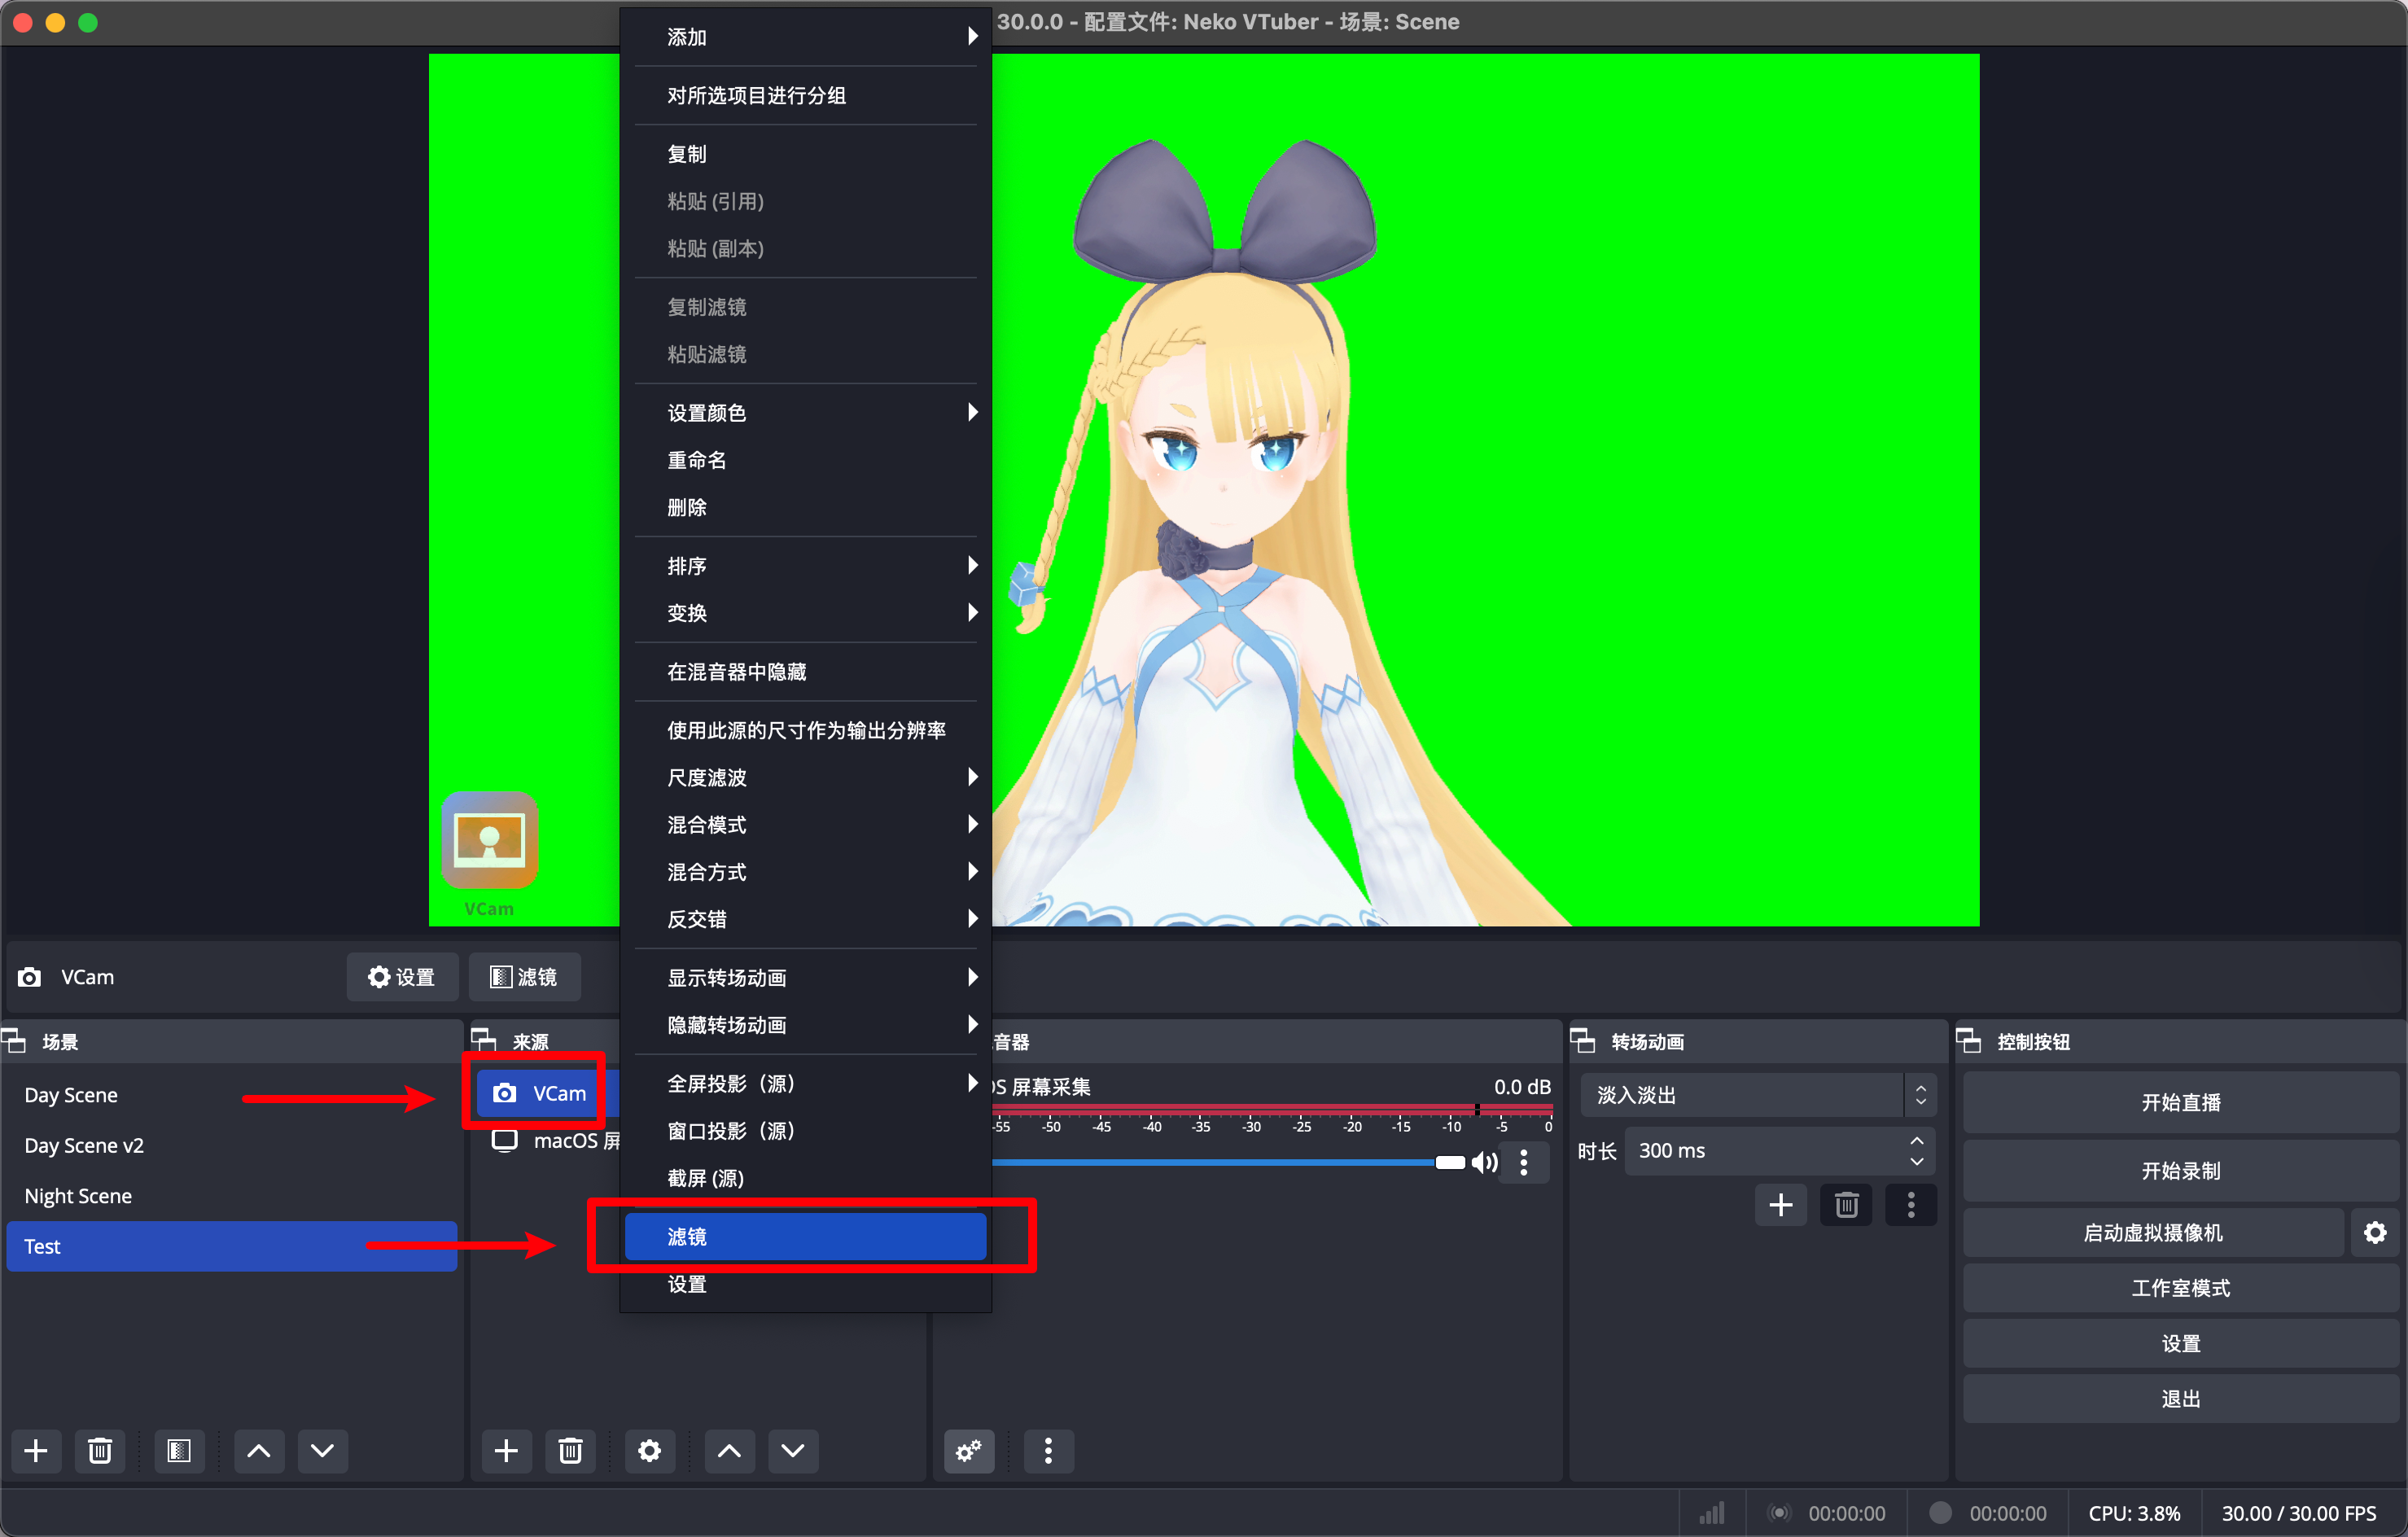 30.0.0 - 配置文件: Neko VTuber - 场景: Scene
添加
对所选项目进行分组
复制
粘贴 (引用)
粘贴 (副本)
复制滤镜
粘贴滤镜
设置颜色
重命名
删除
排序
变换
在混音器中隐藏
使用此源的尺寸作为输出分辨率
尺度滤波
混合模式
混合方式
反交错
显示转场动画
隐藏转场动画
全屏投影（源）
窗口投影（源）
截屏 (源)
滤镜
设置
VCam
VCam
设置
滤镜
场景
Day Scene
Day Scene v2
Night Scene
Test
来源
VCam
macOS 屏
音器
S 屏幕采集
0.0 dB
-55 -50 -45 -40 -35 -30 -25 -20 -15 -10 -5 0
转场动画
淡入淡出
时长 300 ms
控制按钮
开始直播
开始录制
启动虚拟摄像机
工作室模式
设置
退出
00:00:00
00:00:00
CPU: 3.8%
30.00 / 30.00 FPS